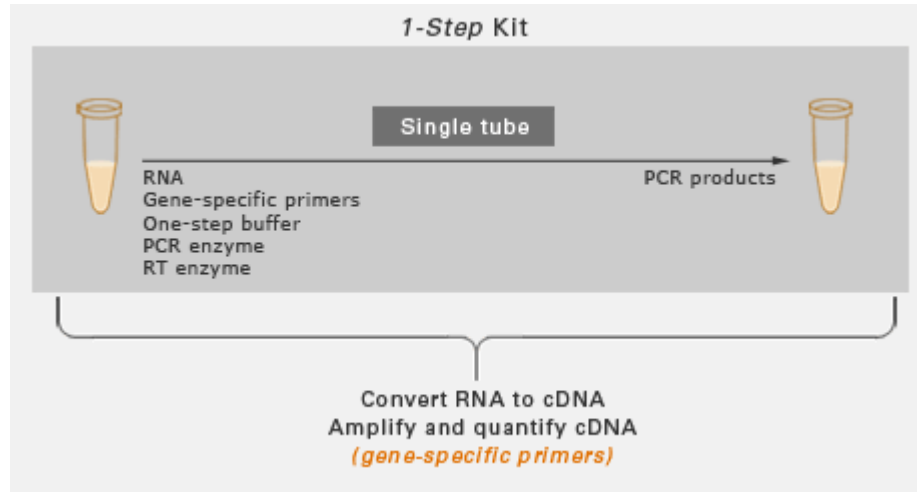 1-Step Kit
Single tube
RNA
PCR products
Gene-specific primers
One-step buffer
PCR enzyme
RT enzyme
Convert RNA to cDNA
Amplify and quantify cDNA
(gene-specific primers)